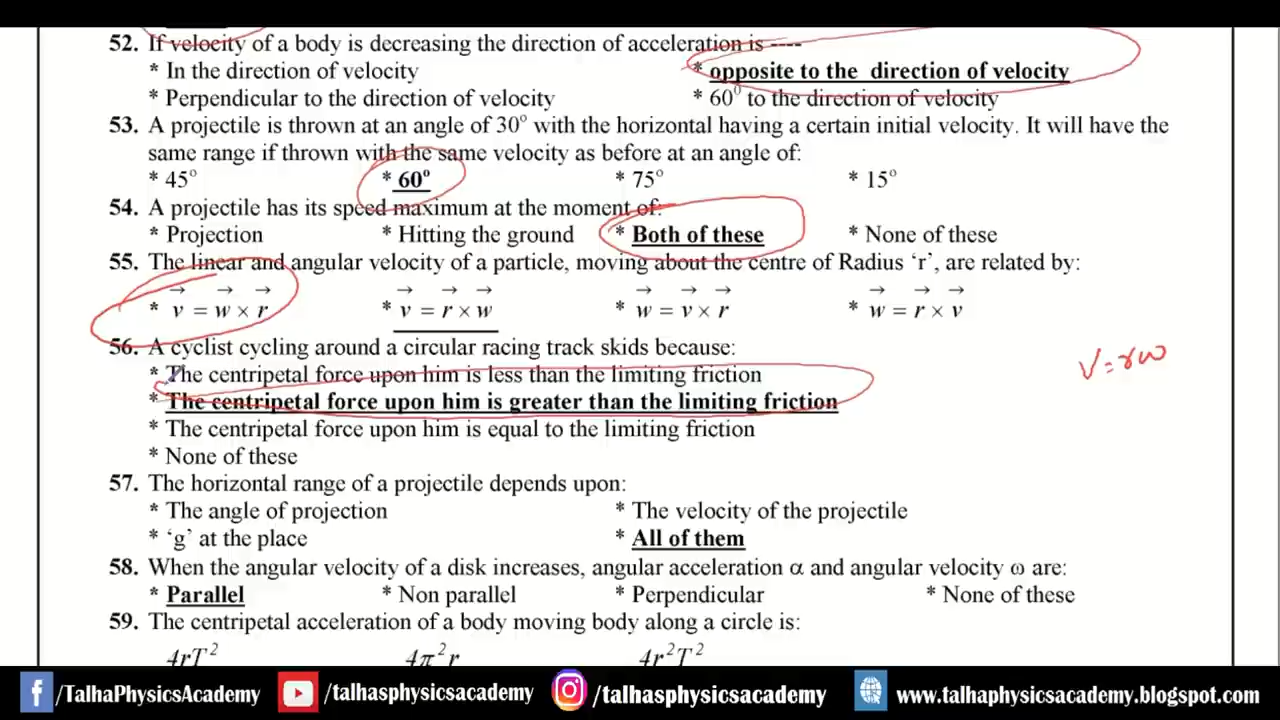 52. If velocity of a body is decreasing the direction of acceleration is ----
* In the direction of velocity * opposite to the direction of velocity
* Perpendicular to the direction of velocity * 60⁰ to the direction of velocity
53. A projectile is thrown at an angle of 30° with the horizontal having a certain initial velocity. It will have the
same range if thrown with the same velocity as before at an angle of:
* 45° * 60° * 75° * 15°
54. A projectile has its speed maximum at the moment of:
* Projection * Hitting the ground * Both of these * None of these
55. The linear and angular velocity of a particle, moving about the centre of Radius ‘r’, are related by:
* v⃗ = w⃗ × r⃗ * v⃗ = r⃗ × w⃗ * w⃗ = v⃗ × r⃗ * w⃗ = r⃗ × v⃗
56. A cyclist cycling around a circular racing track skids because:
* The centripetal force upon him is less than the limiting friction
V=rω
* The centripetal force upon him is greater than the limiting friction
* The centripetal force upon him is equal to the limiting friction
* None of these
57. The horizontal range of a projectile depends upon:
* The angle of projection * The velocity of the projectile
* ‘g’ at the place * All of them
58. When the angular velocity of a disk increases, angular acceleration α and angular velocity ω are:
* Parallel * Non parallel * Perpendicular * None of these
59. The centripetal acceleration of a body moving body along a circle is:
4rT² 4π²r 4r²T²
/TalhaPhysicsAcademy /talhasphysicsacademy /talhasphysicsacademy www.talhaphysicsacademy.blogspot.com